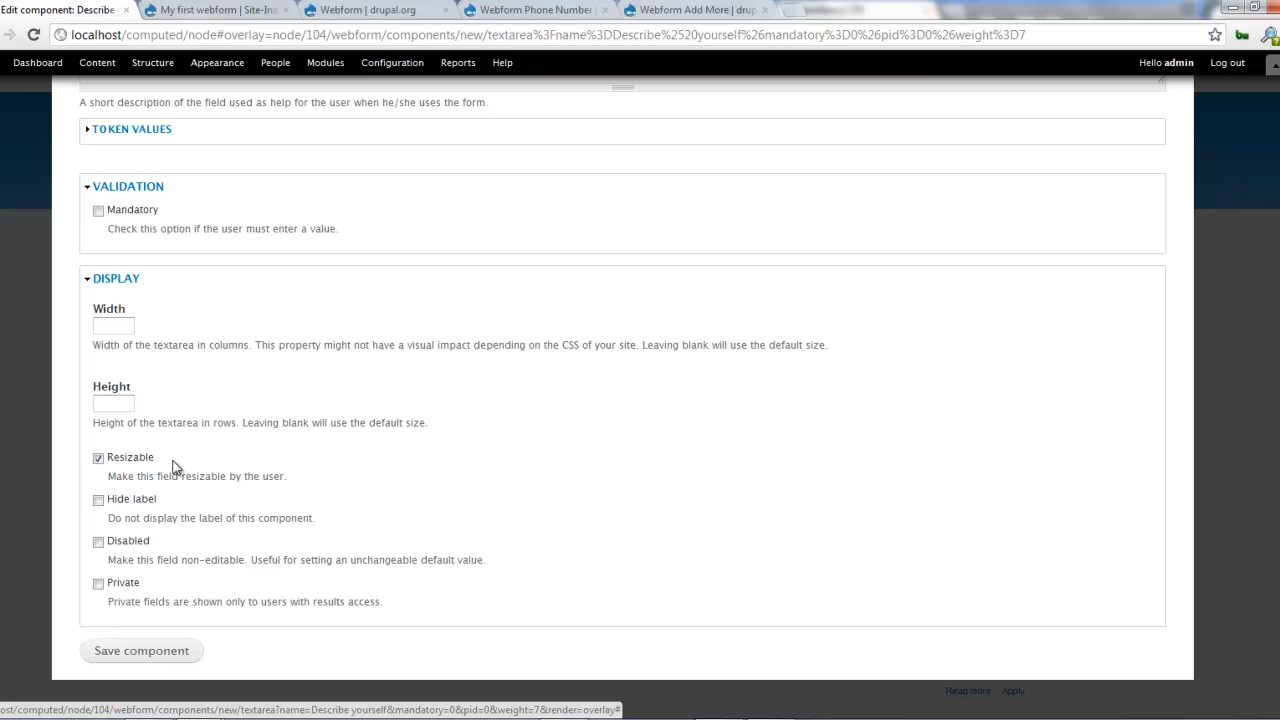 Edit component: Describe
My first webform | Site-In
Webform | drupal.org
Webform Phone Number
Webform Add More | drup
localhost/computed/node#overlay=node/104/webform/components/new/textarea%3Fname%3DDescribe%2520yourself%26mandatory%3D0%26pid%3D0%26weight%3D7
Dashboard Content Structure Appearance People Modules Configuration Reports Help Hello admin Log out
A short description of the field used as help for the user when he/she uses the form.
TOKEN VALUES
VALIDATION
Mandatory
Check this option if the user must enter a value.
DISPLAY
Width
Width of the textarea in columns. This property might not have a visual impact depending on the CSS of your site. Leaving blank will use the default size.
Height
Height of the textarea in rows. Leaving blank will use the default size.
Resizable
Make this field resizable by the user.
Hide label
Do not display the label of this component.
Disabled
Make this field non-editable. Useful for setting an unchangeable default value.
Private
Private fields are shown only to users with results access.
Save component
Read more Apply
ost/computed/node/104/webform/components/new/textarea?name=Describe yourself&mandatory=0&pid=0&weight=7&render=overlay#